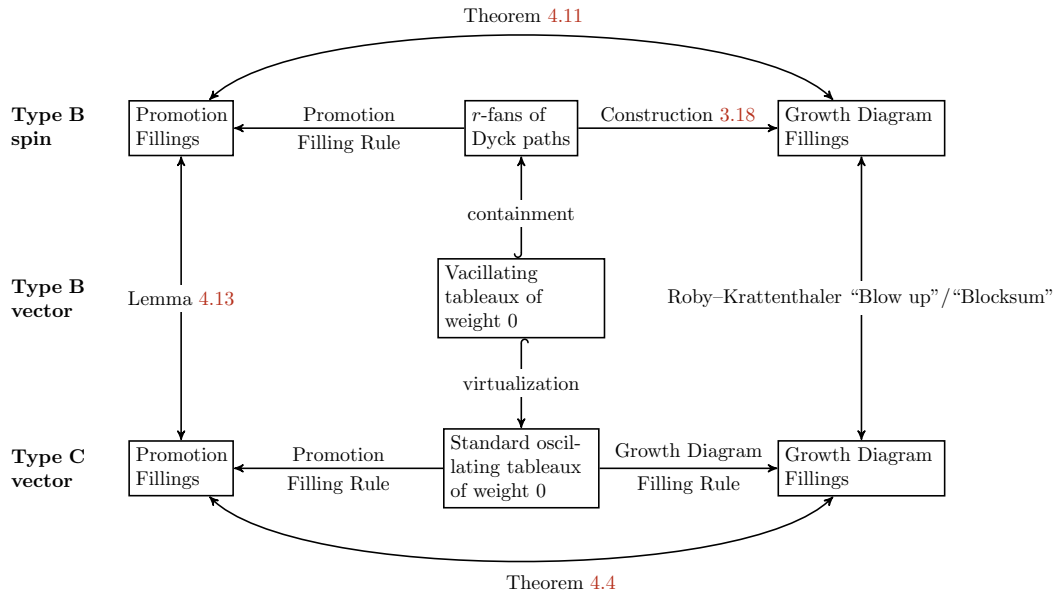 Theorem 4.11
Type B
spin
Promotion
Fillings
Promotion
Filling Rule
r-fans of
Dyck paths
Construction 3.18
Growth Diagram
Fillings
containment
Type B
vector
Lemma 4.13
Vacillating
tableaux of
weight 0
Roby–Krattenthaler “Blow up”/“Blocksum”
virtualization
Type C
vector
Promotion
Fillings
Promotion
Filling Rule
Standard oscil-
lating tableaux
of weight 0
Growth Diagram
Filling Rule
Growth Diagram
Fillings
Theorem 4.4